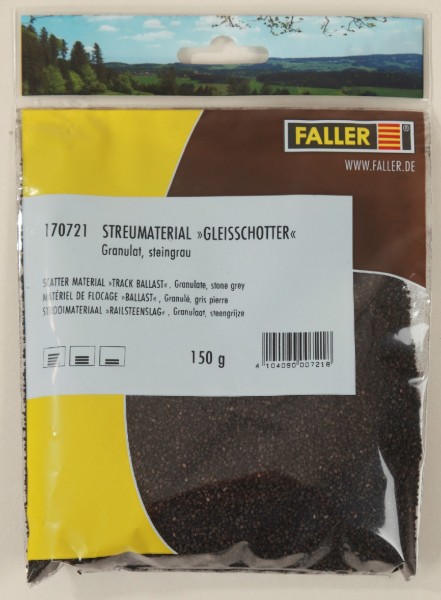 FALLER®
WWW.FALLER.DE
170721 STREUMATERIAL »GLEISSCHOTTER«
Granulat, steingrau
SCATTER MATERIAL »TRACK BALLAST«, Granulate, stone grey
MATÉRIEL DE FLOCAGE »BALLAST«, Granulé, gris pierre
STROOIMATERIAAL »RAILSTEENSLAG«, Granulaat, steengrijze
150 g
4 104090 007218